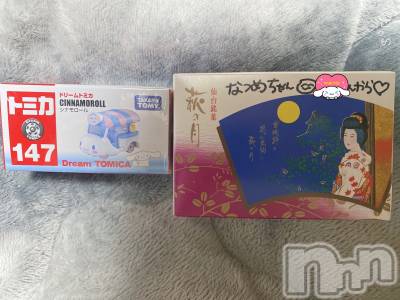 ドリームトミカ
CINNAMOROLL
シナモロール
TAKARA TOMY
トミカ
147
Dream TOMICA
なつめちゃん
から♡
仙台銘菓
萩の月
nnn